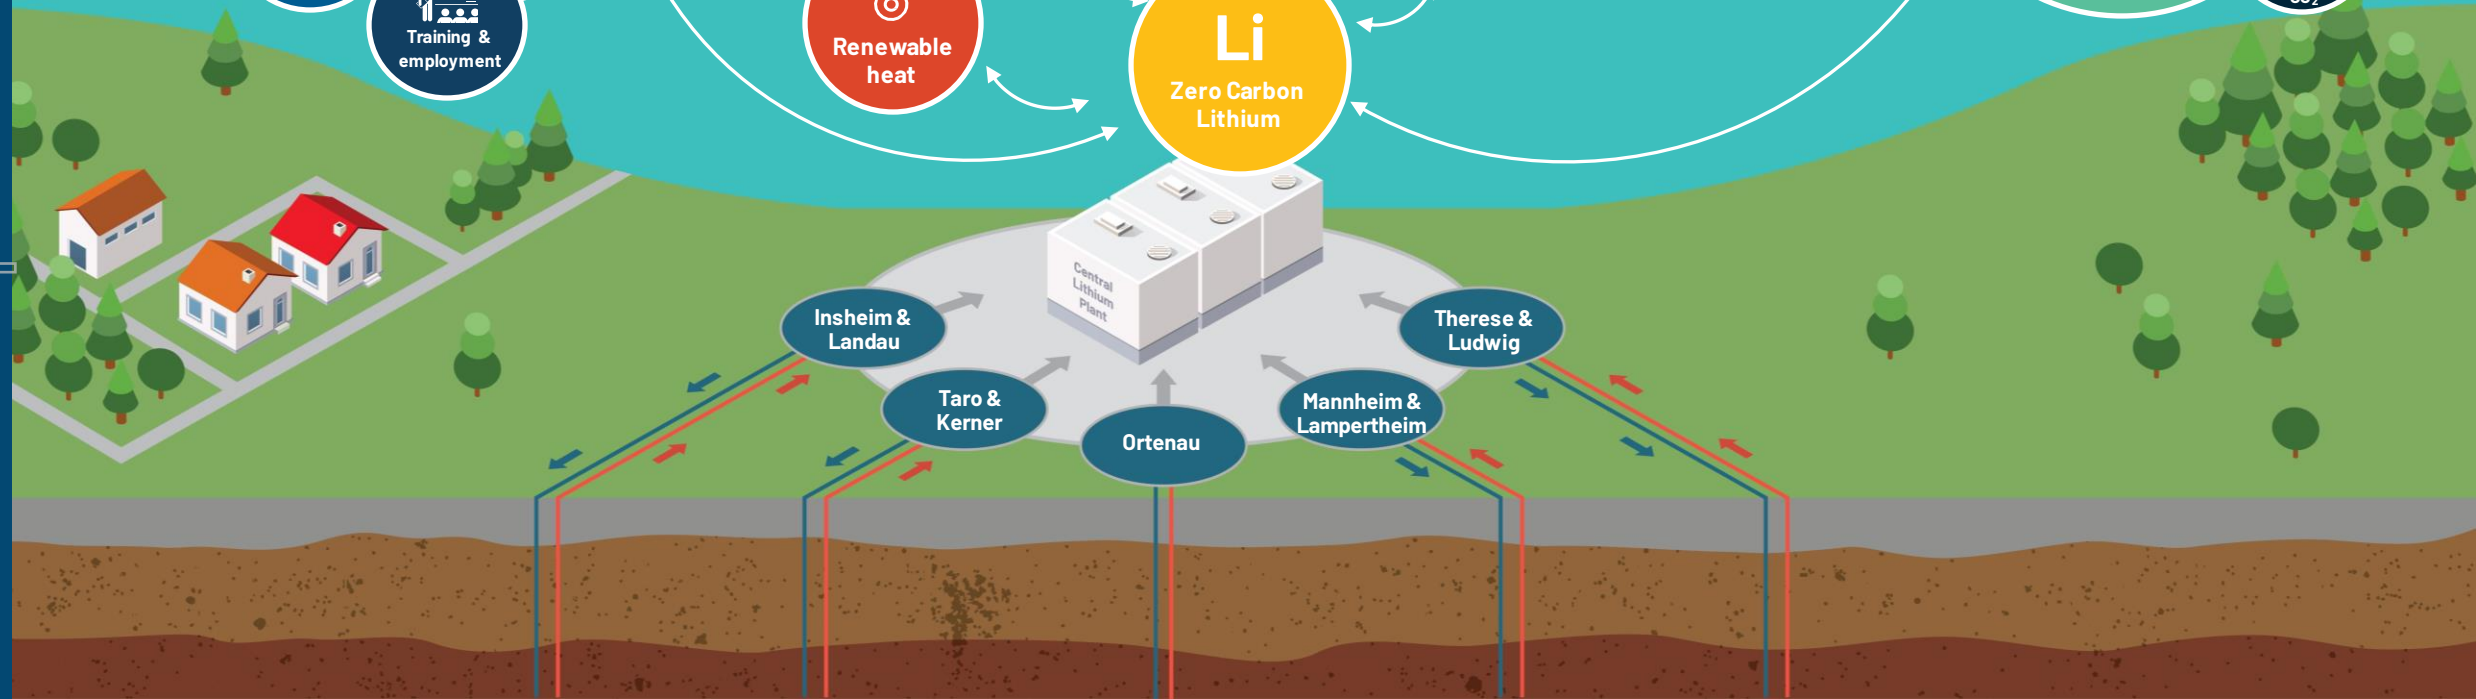 CO₂
Training &
employment
Renewable
heat
Li
Zero Carbon
Lithium
Central
Lithium
Plant
Insheim &
Landau
Therese &
Ludwig
Taro &
Kerner
Mannheim &
Lampertheim
Ortenau